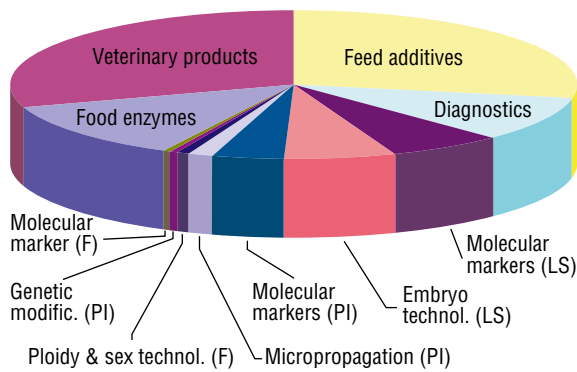 Veterinary products
Feed additives
Food enzymes
Diagnostics
Molecular
marker (F)
Genetic
modific. (PI)
Ploidy & sex technol. (F)
Micropropagation (PI)
Molecular
markers (PI)
Embryo
technol. (LS)
Molecular
markers (LS)